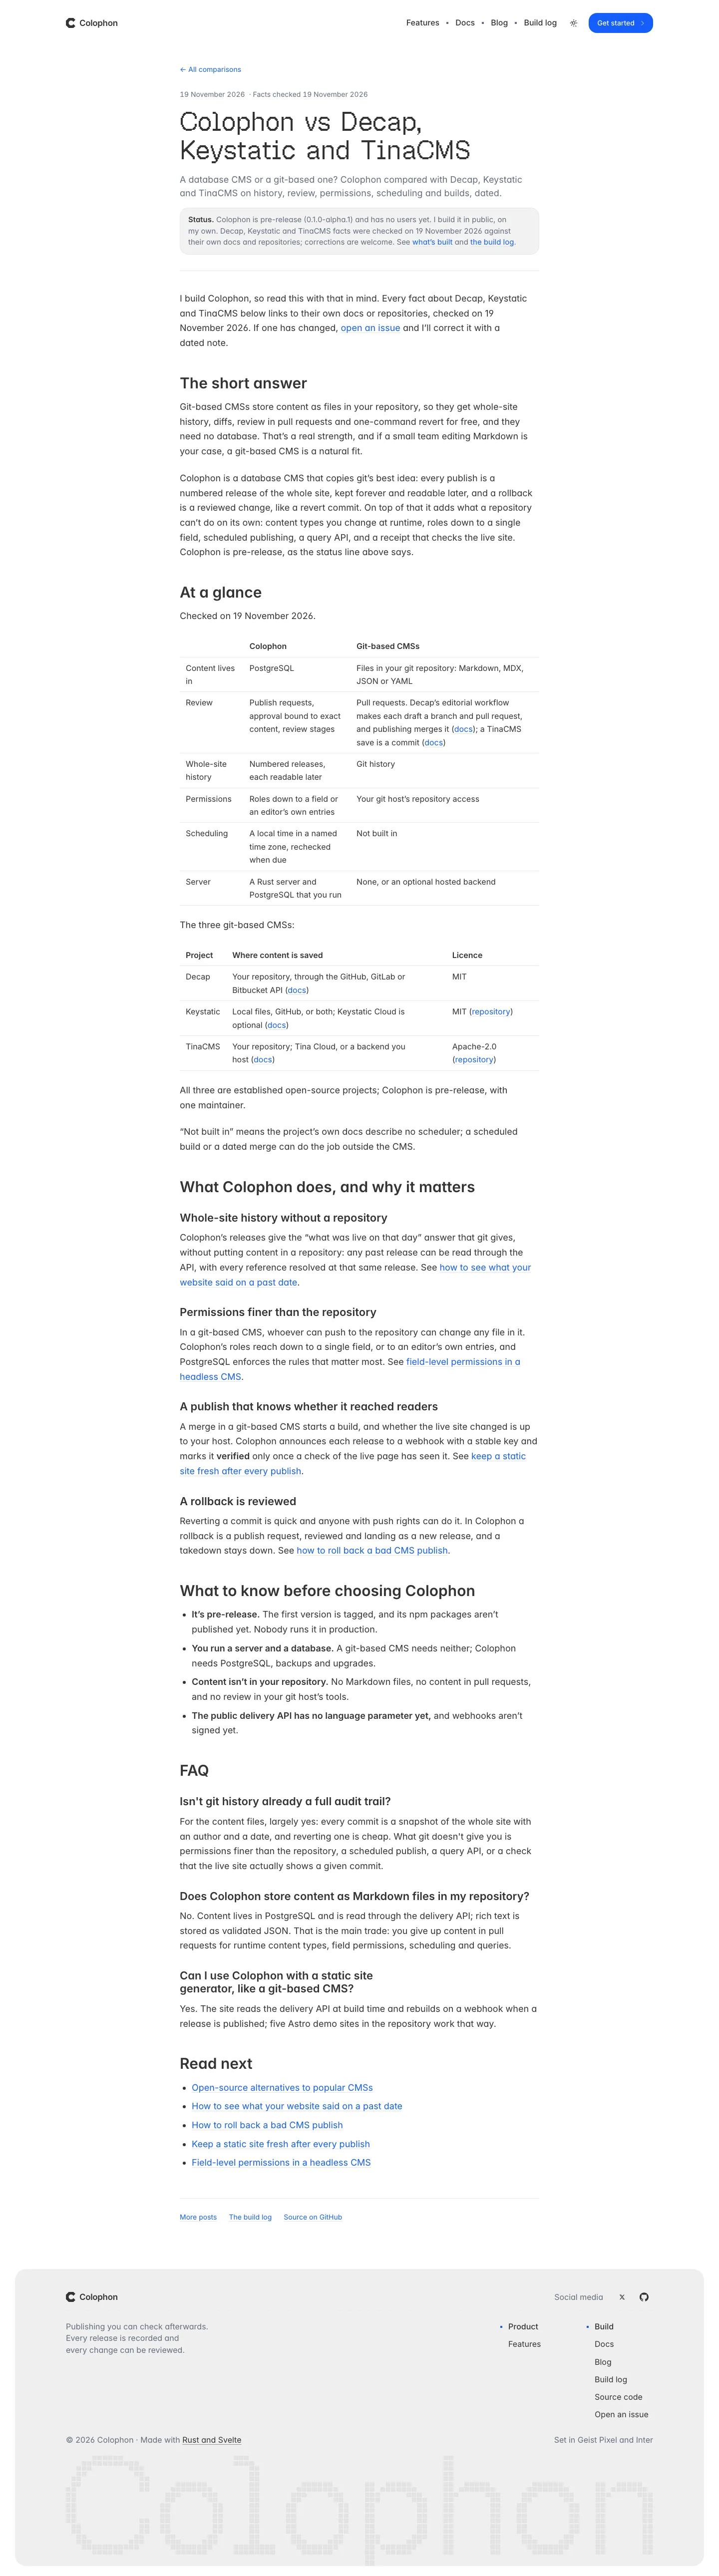 Colophon
Features • Docs • Blog • Build log
Get started
← All comparisons
19 November 2026 · Facts checked 19 November 2026
Colophon vs Decap,
Keystatic and TinaCMS
A database CMS or a git-based one? Colophon compared with Decap, Keystatic
and TinaCMS on history, review, permissions, scheduling and builds, dated.
Status. Colophon is pre-release (0.1.0-alpha.1) and has no users yet. I build it in public, on
my own. Decap, Keystatic and TinaCMS facts were checked on 19 November 2026 against
their own docs and repositories; corrections are welcome. See what's built and the build log.
I build Colophon, so read this with that in mind. Every fact about Decap, Keystatic
and TinaCMS below links to their own docs or repositories, checked on 19
November 2026. If one has changed, open an issue and I'll correct it with a
dated note.
The short answer
Git-based CMSs store content as files in your repository, so they get whole-site
history, diffs, review in pull requests and one-command revert for free, and they
need no database. That's a real strength, and if a small team editing Markdown is
your case, a git-based CMS is a natural fit.
Colophon is a database CMS that copies git's best idea: every publish is a
numbered release of the whole site, kept forever and readable later, and a rollback
is a reviewed change, like a revert commit. On top of that it adds what a repository
can't do on its own: content types you change at runtime, roles down to a single
field, scheduled publishing, a query API, and a receipt that checks the live site.
Colophon is pre-release, as the status line above says.
At a glance
Checked on 19 November 2026.
Colophon Git-based CMSs
Content lives in PostgreSQL Files in your git repository: Markdown, MDX, JSON or YAML
Review Publish requests, approval bound to exact content, review stages Pull requests. Decap's editorial workflow makes each draft a branch and pull request, and publishing merges it (docs); a TinaCMS save is a commit (docs)
Whole-site history Numbered releases, each readable later Git history
Permissions Roles down to a field or an editor's own entries Your git host's repository access
Scheduling A local time in a named time zone, rechecked when due Not built in
Server A Rust server and PostgreSQL that you run None, or an optional hosted backend
The three git-based CMSs:
Project Where content is saved Licence
Decap Your repository, through the GitHub, GitLab or Bitbucket API (docs) MIT
Keystatic Local files, GitHub, or both; Keystatic Cloud is optional (docs) MIT (repository)
TinaCMS Your repository; Tina Cloud, or a backend you host (docs) Apache-2.0 (repository)
All three are established open-source projects; Colophon is pre-release, with
one maintainer.
“Not built in” means the project's own docs describe no scheduler; a scheduled
build or a dated merge can do the job outside the CMS.
What Colophon does, and why it matters
Whole-site history without a repository
Colophon's releases give the “what was live on that day” answer that git gives,
without putting content in a repository: any past release can be read through the
API, with every reference resolved at that same release. See how to see what your
website said on a past date.
Permissions finer than the repository
In a git-based CMS, whoever can push to the repository can change any file in it.
Colophon's roles reach down to a single field, or to an editor's own entries, and
PostgreSQL enforces the rules that matter most. See field-level permissions in a
headless CMS.
A publish that knows whether it reached readers
A merge in a git-based CMS starts a build, and whether the live site changed is up
to your host. Colophon announces each release to a webhook with a stable key and
marks it verified only once a check of the live page has seen it. See keep a static
site fresh after every publish.
A rollback is reviewed
Reverting a commit is quick and anyone with push rights can do it. In Colophon a
rollback is a publish request, reviewed and landing as a new release, and a
takedown stays down. See how to roll back a bad CMS publish.
What to know before choosing Colophon
• It's pre-release. The first version is tagged, and its npm packages aren't
published yet. Nobody runs it in production.
• You run a server and a database. A git-based CMS needs neither; Colophon
needs PostgreSQL, backups and upgrades.
• Content isn't in your repository. No Markdown files, no content in pull requests,
and no review in your git host's tools.
• The public delivery API has no language parameter yet, and webhooks aren't
signed yet.
FAQ
Isn't git history already a full audit trail?
For the content files, largely yes: every commit is a snapshot of the whole site with
an author and a date, and reverting one is cheap. What git doesn't give you is
permissions finer than the repository, a scheduled publish, a query API, or a check
that the live site actually shows a given commit.
Does Colophon store content as Markdown files in my repository?
No. Content lives in PostgreSQL and is read through the delivery API; rich text is
stored as validated JSON. That is the main trade: you give up content in pull
requests for runtime content types, field permissions, scheduling and queries.
Can I use Colophon with a static site
generator, like a git-based CMS?
Yes. The site reads the delivery API at build time and rebuilds on a webhook when a
release is published; five Astro demo sites in the repository work that way.
Read next
• Open-source alternatives to popular CMSs
• How to see what your website said on a past date
• How to roll back a bad CMS publish
• Keep a static site fresh after every publish
• Field-level permissions in a headless CMS
More posts The build log Source on GitHub
Colophon
Social media
Publishing you can check afterwards.
Every release is recorded and
every change can be reviewed.
• Product
Features
• Build
Docs
Blog
Build log
Source code
Open an issue
© 2026 Colophon · Made with Rust and Svelte
Set in Geist Pixel and Inter
Colophon